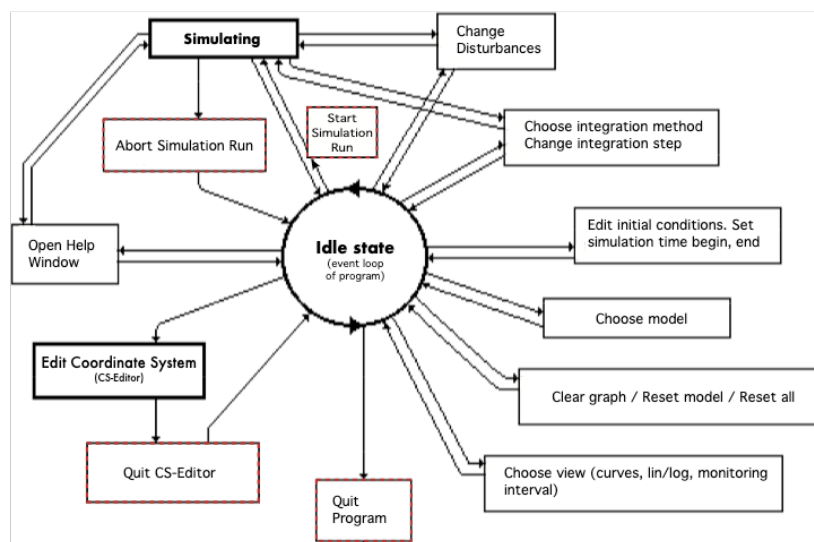 Simulating
Change
Disturbances
Start
Simulation
Run
Abort Simulation Run
Choose integration method
Change integration step
Open Help
Window
Idle state
(event loop
of program)
Edit initial conditions. Set
simulation time begin, end
Choose model
Edit Coordinate System
(CS-Editor)
Clear graph / Reset model / Reset all
Quit CS-Editor
Choose view (curves, lin/log, monitoring
interval)
Quit
Program